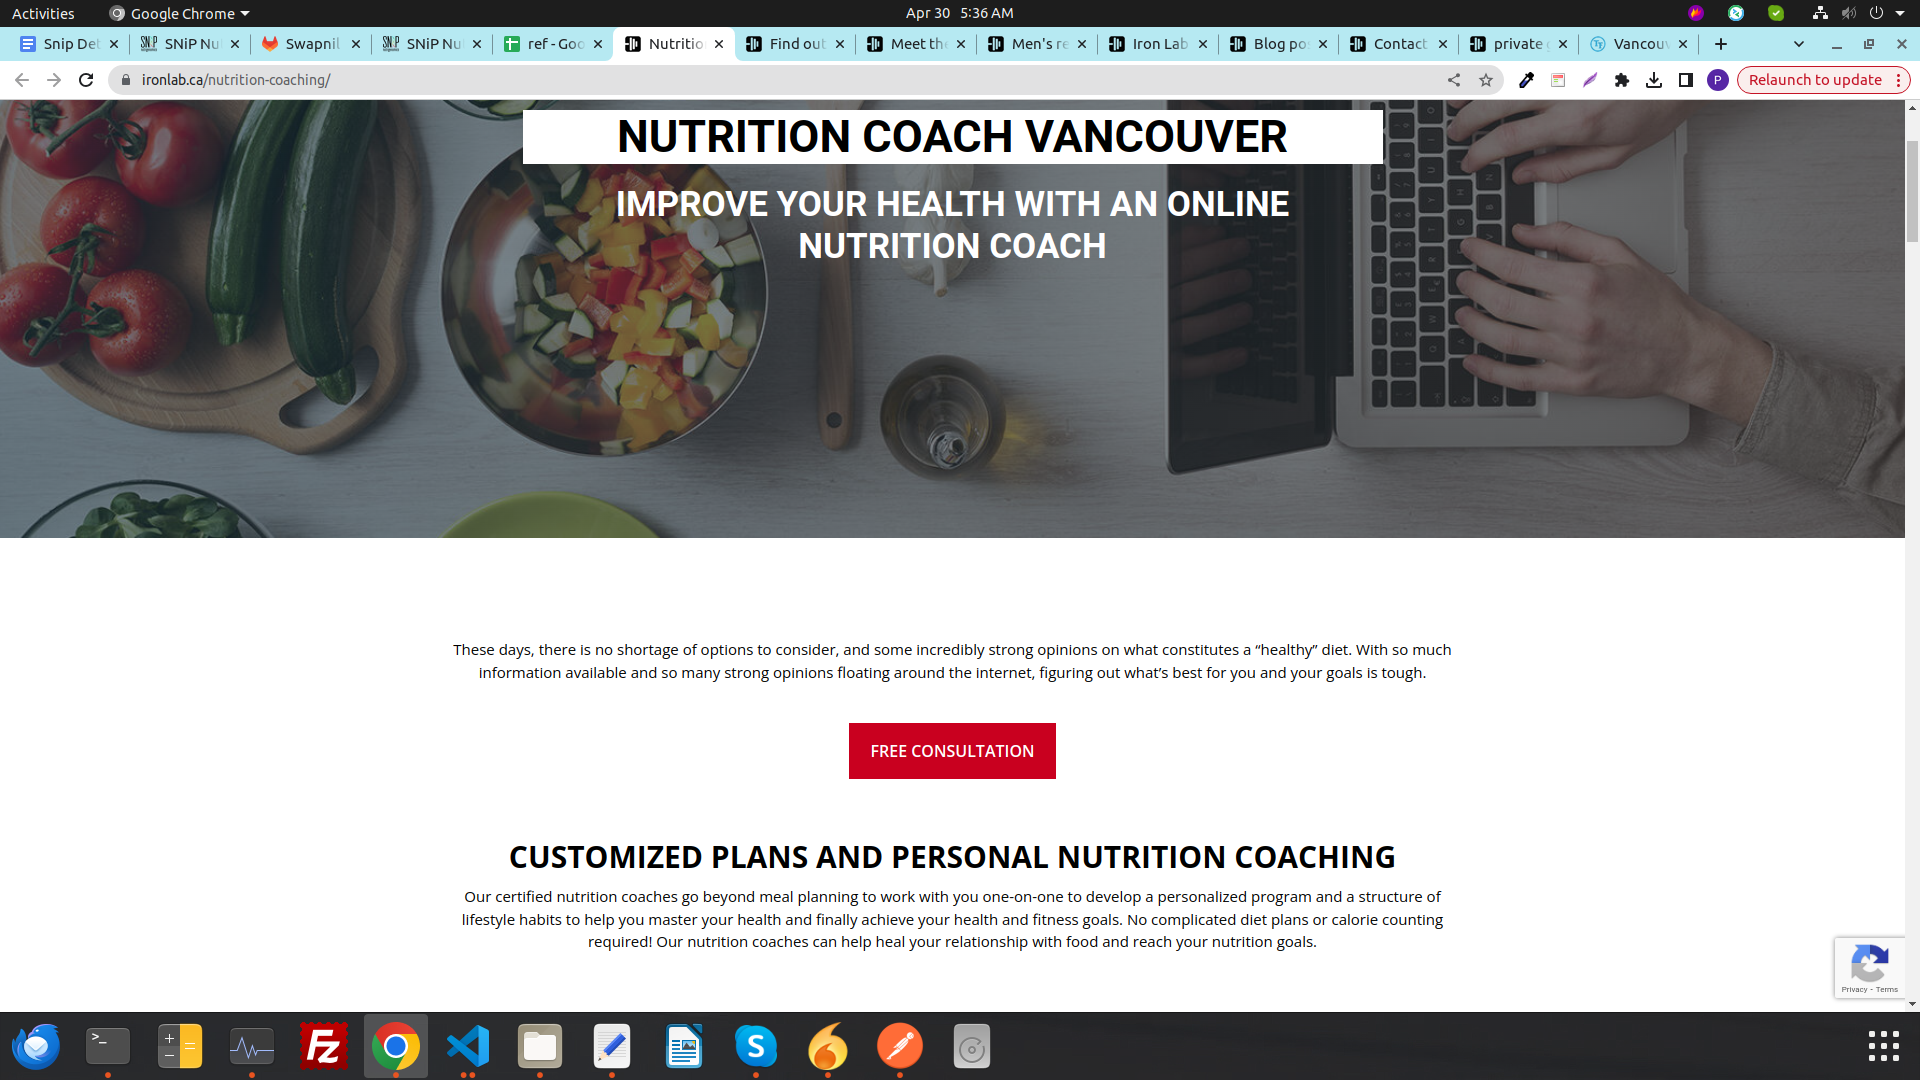 Activities
Google Chrome
Apr 30 5:36 AM
Snip Det
SNiP Nu
Swapnil
SNiP Nu
ref - Goo
Nutritio
Find out
Meet the
Men's re
Iron Lab
Blog po
Contact
private g
Vancouv
ironlab.ca/nutrition-coaching/
P
Relaunch to update
NUTRITION COACH VANCOUVER
IMPROVE YOUR HEALTH WITH AN ONLINE
NUTRITION COACH
These days, there is no shortage of options to consider, and some incredibly strong opinions on what constitutes a “healthy” diet. With so much
information available and so many strong opinions floating around the internet, figuring out what’s best for you and your goals is tough.
FREE CONSULTATION
CUSTOMIZED PLANS AND PERSONAL NUTRITION COACHING
Our certified nutrition coaches go beyond meal planning to work with you one-on-one to develop a personalized program and a structure of
lifestyle habits to help you master your health and finally achieve your health and fitness goals. No complicated diet plans or calorie counting
required! Our nutrition coaches can help heal your relationship with food and reach your nutrition goals.
Privacy - Terms